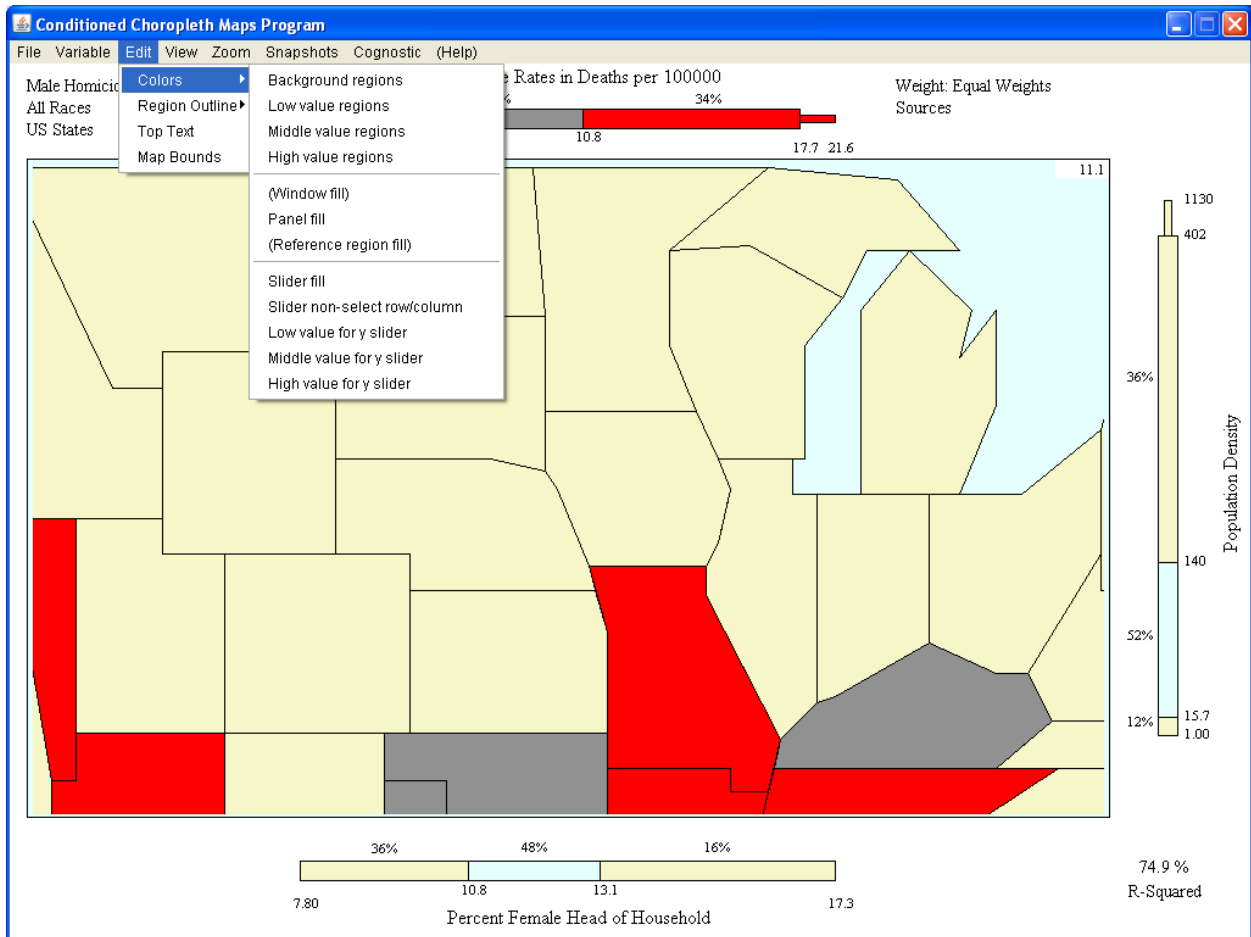 Conditioned Choropleth Maps Program
File Variable Edit View Zoom Snapshots Cognostic (Help)
Male Homicid
All Races
US States
Colors
Region Outline
Top Text
Map Bounds
Background regions
Low value regions
Middle value regions
High value regions
(Window fill)
Panel fill
(Reference region fill)
Slider fill
Slider non-select row/column
Low value for y slider
Middle value for y slider
High value for y slider
Rates in Deaths per 100000
% 34%
10.8
17.7 21.6
Weight: Equal Weights
Sources
11.1
1130
402
36%
140
52%
15.7
12%
1.00
Population Density
36% 48% 16%
10.8 13.1
7.80 17.3
Percent Female Head of Household
74.9 %
R-Squared